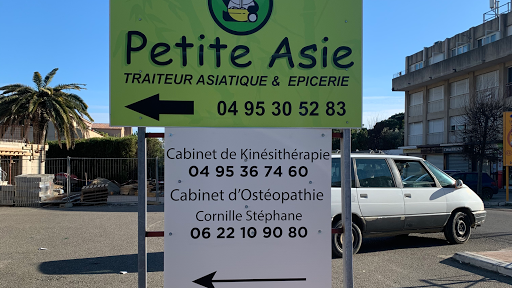 Petite Asie
TRAITEUR ASIATIQUE & EPICERIE
04 95 30 52 83
Cabinet de Kinésithérapie
04 95 36 74 60
Cabinet d'Ostéopathie
Cornille Stéphane
06 22 10 90 80